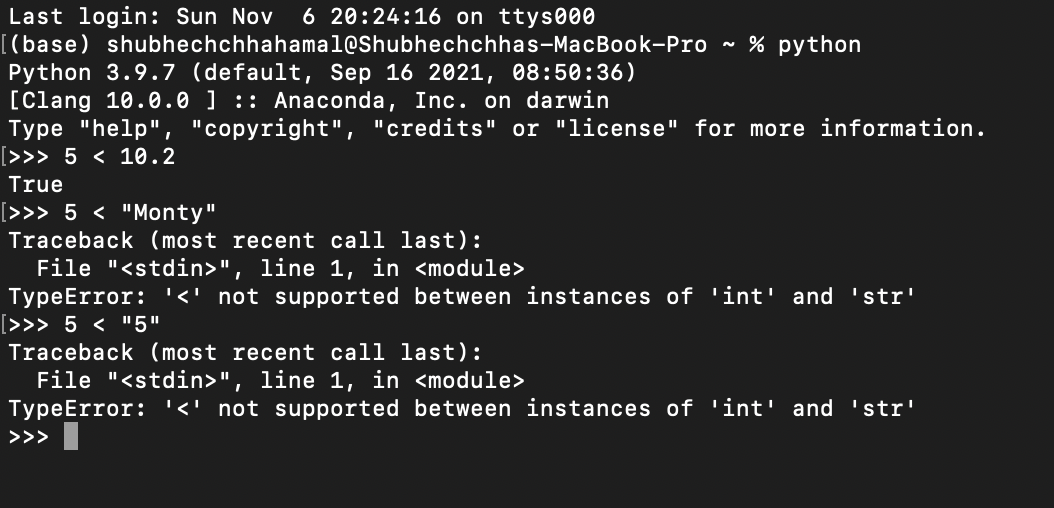 Last login: Sun Nov  6 20:24:16 on ttys000
[(base) shubhechchhahamal@Shubhechchhas-MacBook-Pro ~ % python
Python 3.9.7 (default, Sep 16 2021, 08:50:36)
[Clang 10.0.0 ] :: Anaconda, Inc. on darwin
Type "help", "copyright", "credits" or "license" for more information.
[>>> 5 < 10.2
True
[>>> 5 < "Monty"
Traceback (most recent call last):
  File "<stdin>", line 1, in <module>
TypeError: '<' not supported between instances of 'int' and 'str'
[>>> 5 < "5"
Traceback (most recent call last):
  File "<stdin>", line 1, in <module>
TypeError: '<' not supported between instances of 'int' and 'str'
>>>